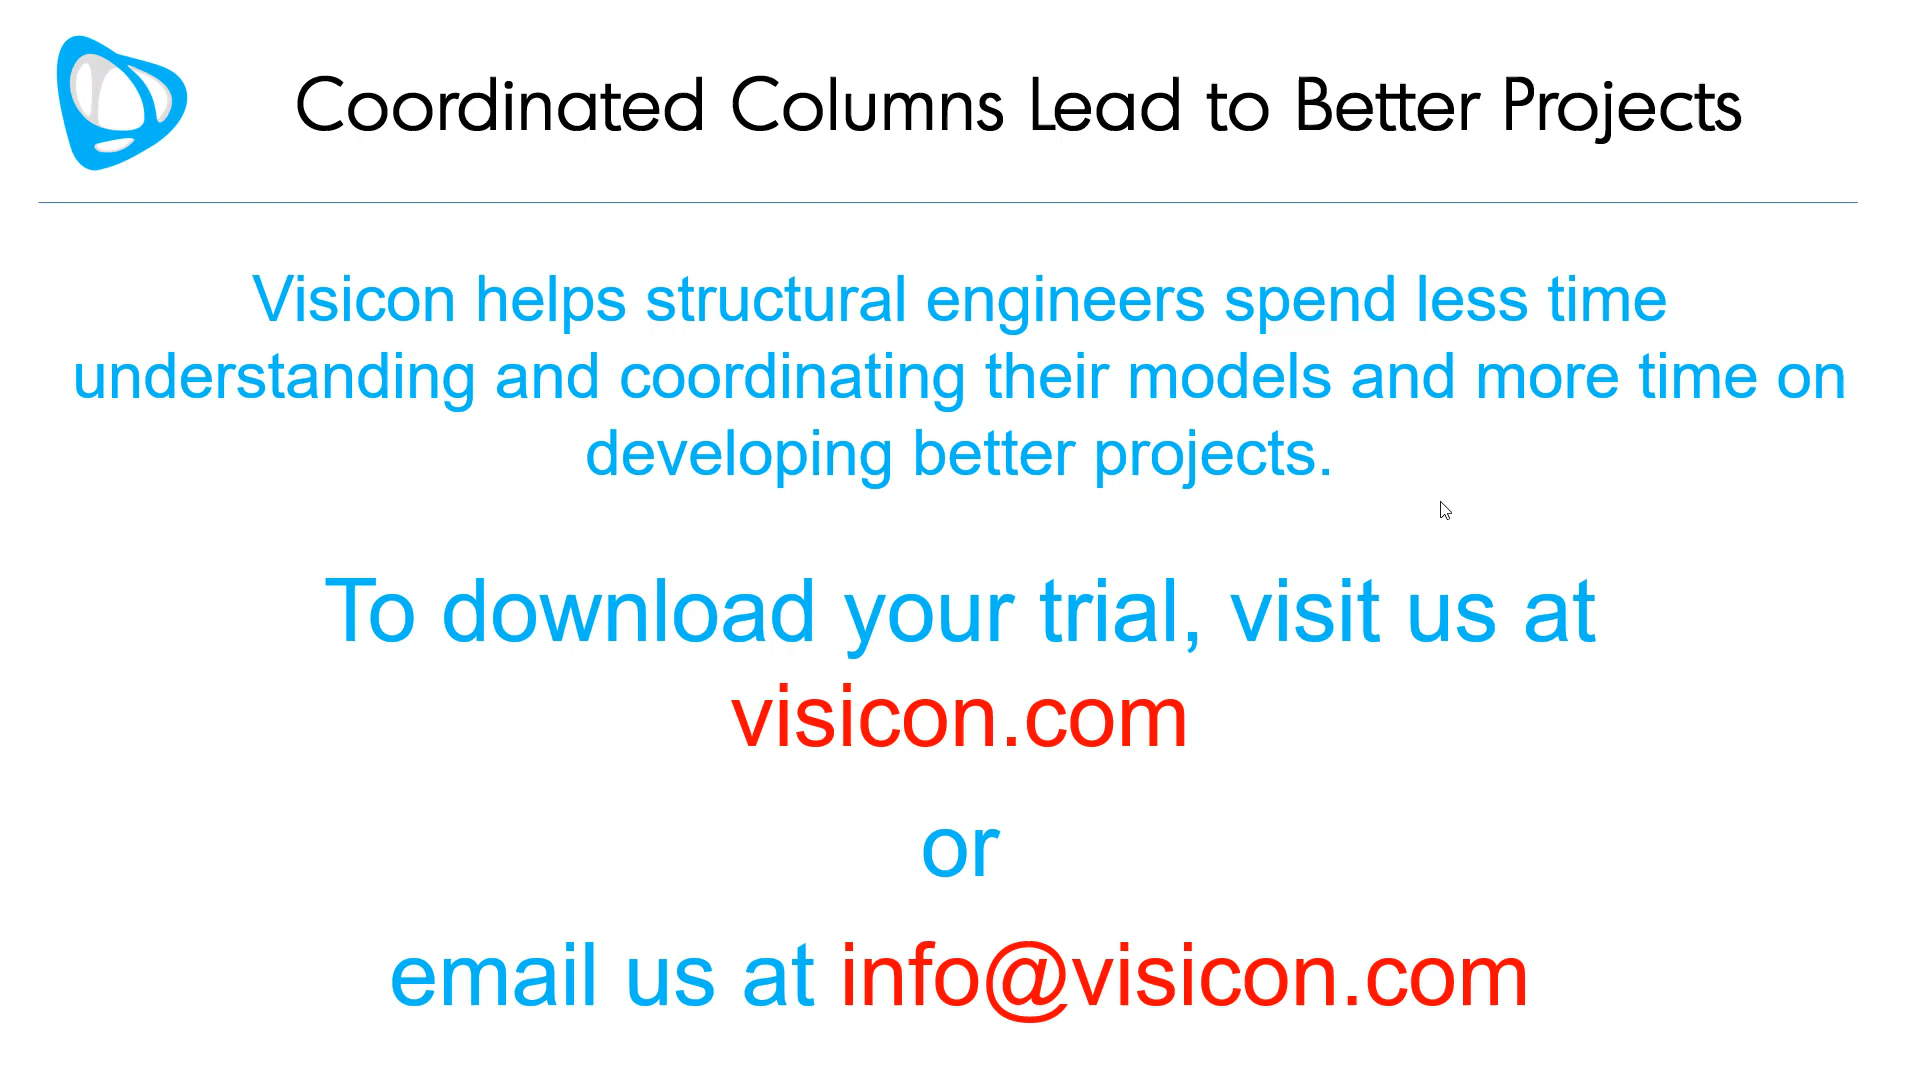 Coordinated Columns Lead to Better Projects
Visicon helps structural engineers spend less time
understanding and coordinating their models and more time on
developing better projects.
To download your trial, visit us at
visicon.com
or
email us at info@visicon.com